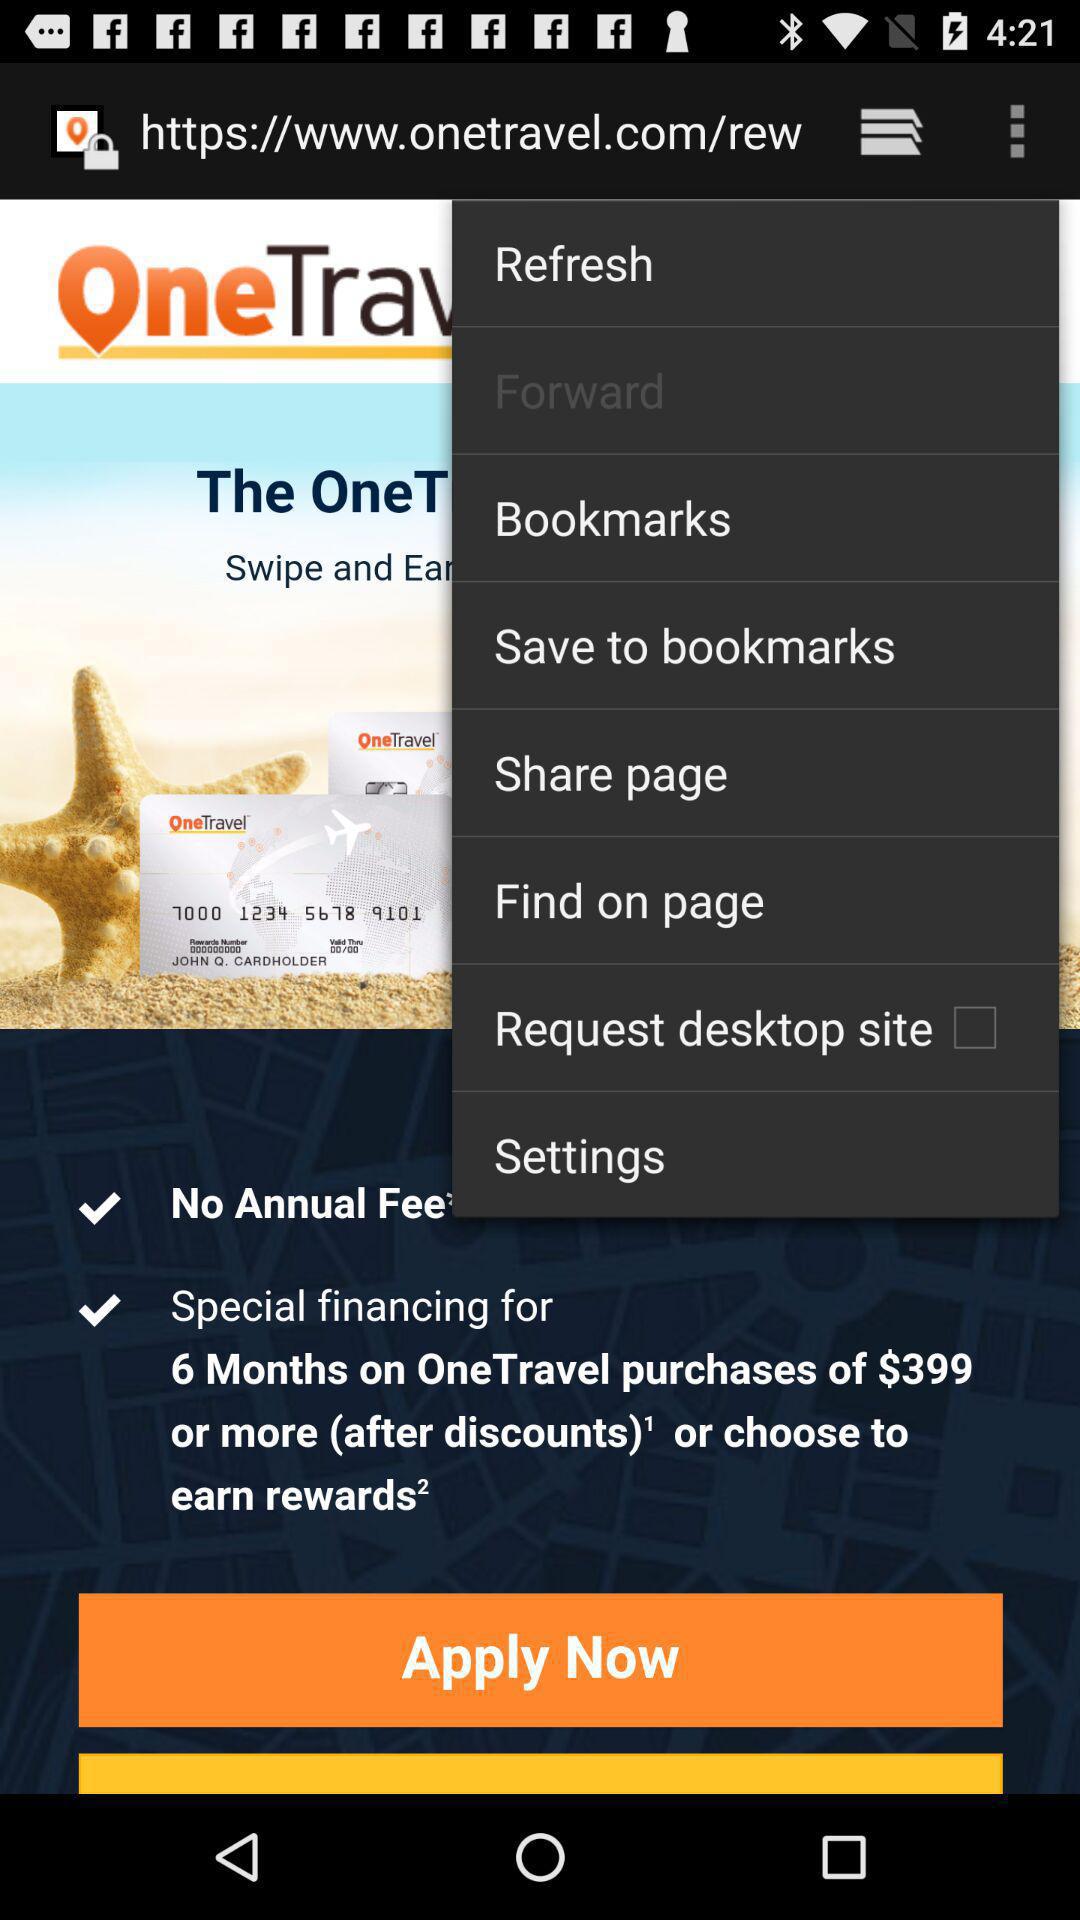 4:21
https://www.onetravel.com/rew
OneTrav
Refresh
Forward
Bookmarks
Save to bookmarks
Share page
Find on page
Request desktop site
Settings
The OneT
Swipe and Ear
OneTravel
OneTravel
7000 1234 5678 9101
Rewards Number Valid Thru
000000000 00/00
JOHN Q. CARDHOLDER
No Annual Fee*
Special financing for
6 Months on OneTravel purchases of $399
or more (after discounts)¹ or choose to
earn rewards²
Apply Now